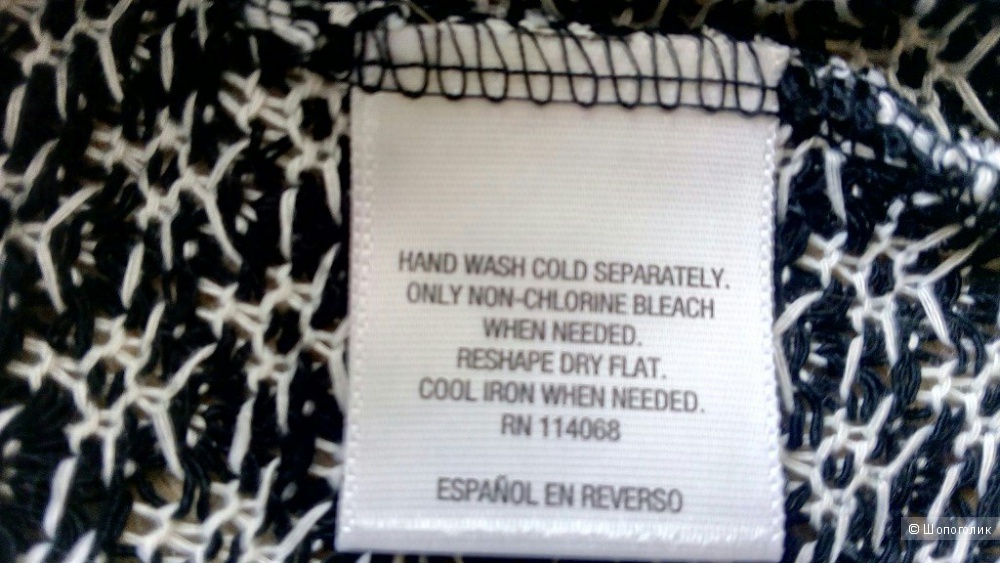 HAND WASH COLD SEPARATELY.
ONLY NON-CHLORINE BLEACH
WHEN NEEDED.
RESHAPE DRY FLAT.
COOL IRON WHEN NEEDED.
RN 114068
ESPAÑOL EN REVERSO
© Шопоголик